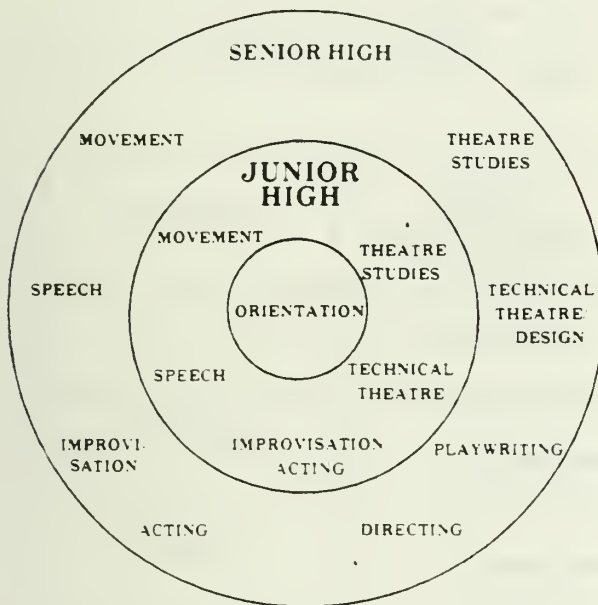 SENIOR HIGH
MOVEMENT
THEATRE
STUDIES
JUNIOR
HIGH
MOVEMENT
THEATRE
STUDIES
SPEECH
ORIENTATION
TECHNICAL
THEATRE
DESIGN
SPEECH
TECHNICAL
THEATRE
IMPROVI-
SATION
IMPROVISATION
ACTING
PLAYWRITING
ACTING
DIRECTING